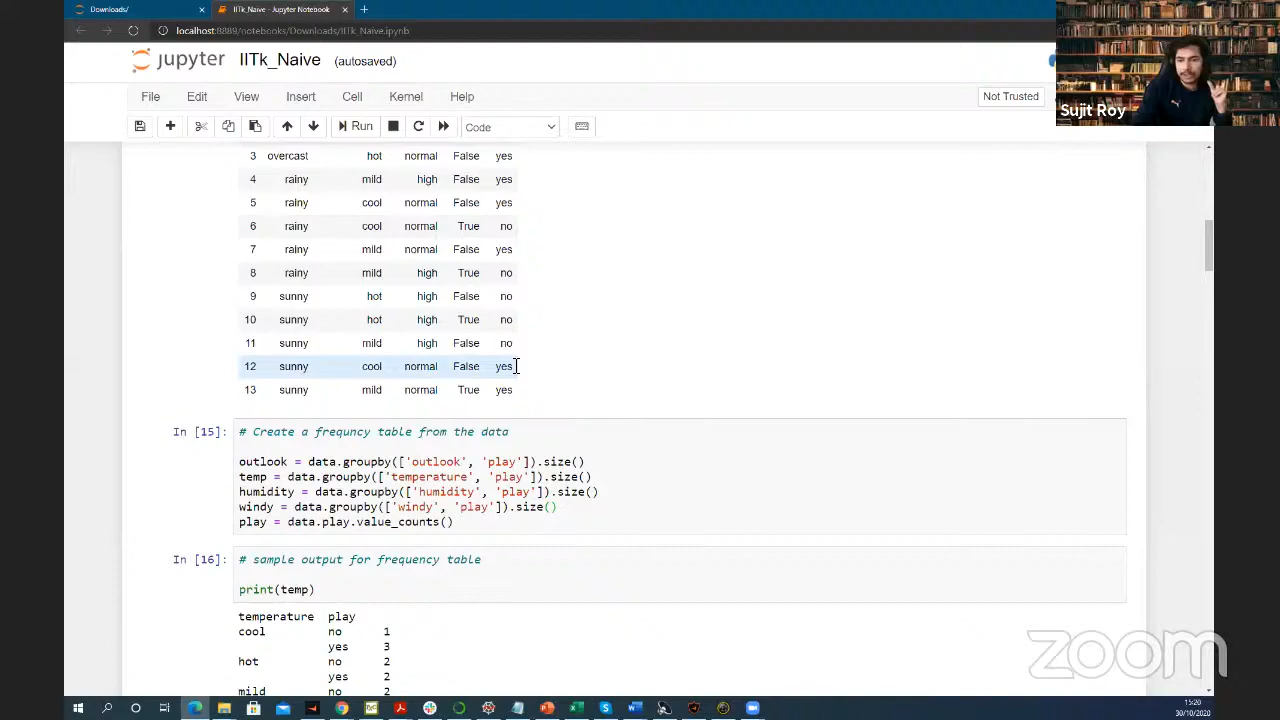 Downloads/
IITk_Naive - Jupyter Notebook
localhost:8889/notebooks/Downloads/IITk_Naive.ipynb
jupyter IITk_Naive (autosaved)
File Edit View Insert Kernel Help
Not Trusted
Run Code
Sujit Roy
3 overcast hot normal False yes
4 rainy mild high False yes
5 rainy cool normal False yes
6 rainy cool normal True no
7 rainy mild normal False yes
8 rainy mild high True no
9 sunny hot high False no
10 sunny hot high True no
11 sunny mild high False no
12 sunny cool normal False yes
13 sunny mild normal True yes
In [15]: # Create a frequncy table from the data
outlook = data.groupby(['outlook', 'play']).size()
temp = data.groupby(['temperature', 'play']).size()
humidity = data.groupby(['humidity', 'play']).size()
windy = data.groupby(['windy', 'play']).size()
play = data.play.value_counts()
In [16]: # sample output for frequency table
print(temp)
temperature play
cool no 1
yes 3
hot no 2
yes 2
mild no 2
zoom
15:20
30/10/2020